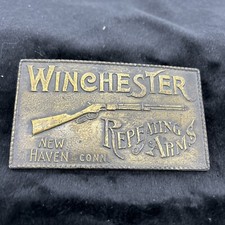 WINCHESTER
REPEATING
ARMS
NEW
HAVEN CONN.